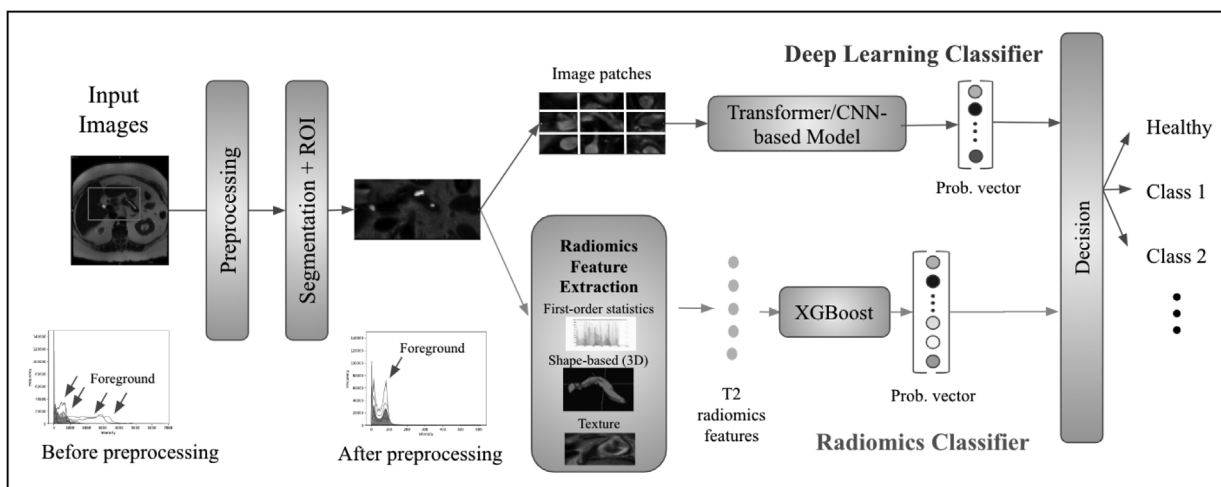 Deep Learning Classifier
Input
Images
Preprocessing
Segmentation + ROI
Image patches
Transformer/CNN-
based Model
Prob. vector
Decision
Healthy
Class 1
Class 2
Radiomics
Feature
Extraction
First-order statistics
Shape-based (3D)
Texture
T2
radiomics
features
XGBoost
Prob. vector
Radiomics Classifier
Foreground
Before preprocessing
Foreground
After preprocessing